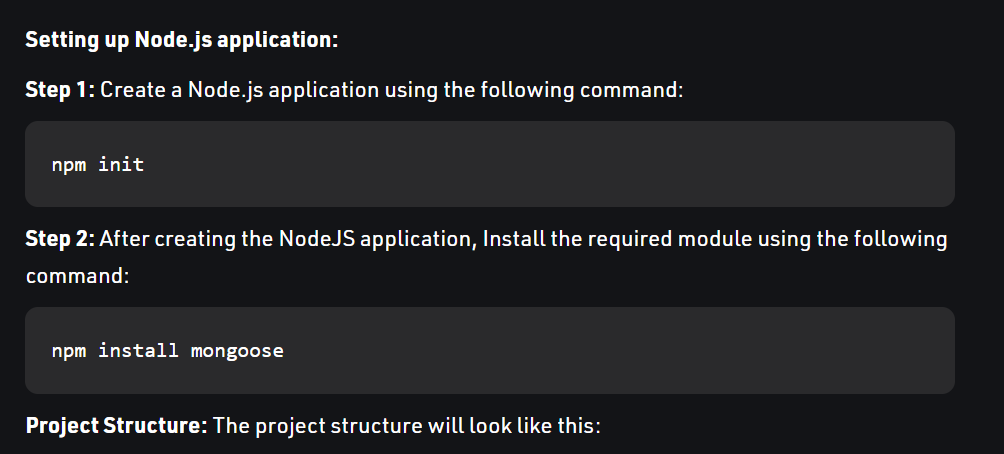 Setting up Node.js application:
Step 1: Create a Node.js application using the following command:
npm init
Step 2: After creating the NodeJS application, Install the required module using the following
command:
npm install mongoose
Project Structure: The project structure will look like this: